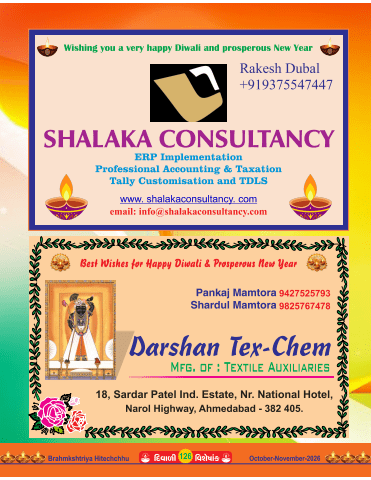 Wishing you a very happy Diwali and prosperous New Year
Rakesh Dubal
+919375547447
SHALAKA CONSULTANCY
ERP Implementation
Professional Accounting & Taxation
Tally Customisation and TDLS
www. shalakaconsultancy. com
email: info@shalakaconsultancy.com
Best Wishes for Happy Diwali & Prosperous New Year
Pankaj Mamtora 9427525793
Shardul Mamtora 9825767478
Darshan Tex-Chem
MFG. OF : TEXTILE AUXILIARIES
18, Sardar Patel Ind. Estate, Nr. National Hotel,
Narol Highway, Ahmedabad - 382 405.
Brahmkshtriya Hitechchhu દિવાળી 126 વિશેષાંક October-November-2026